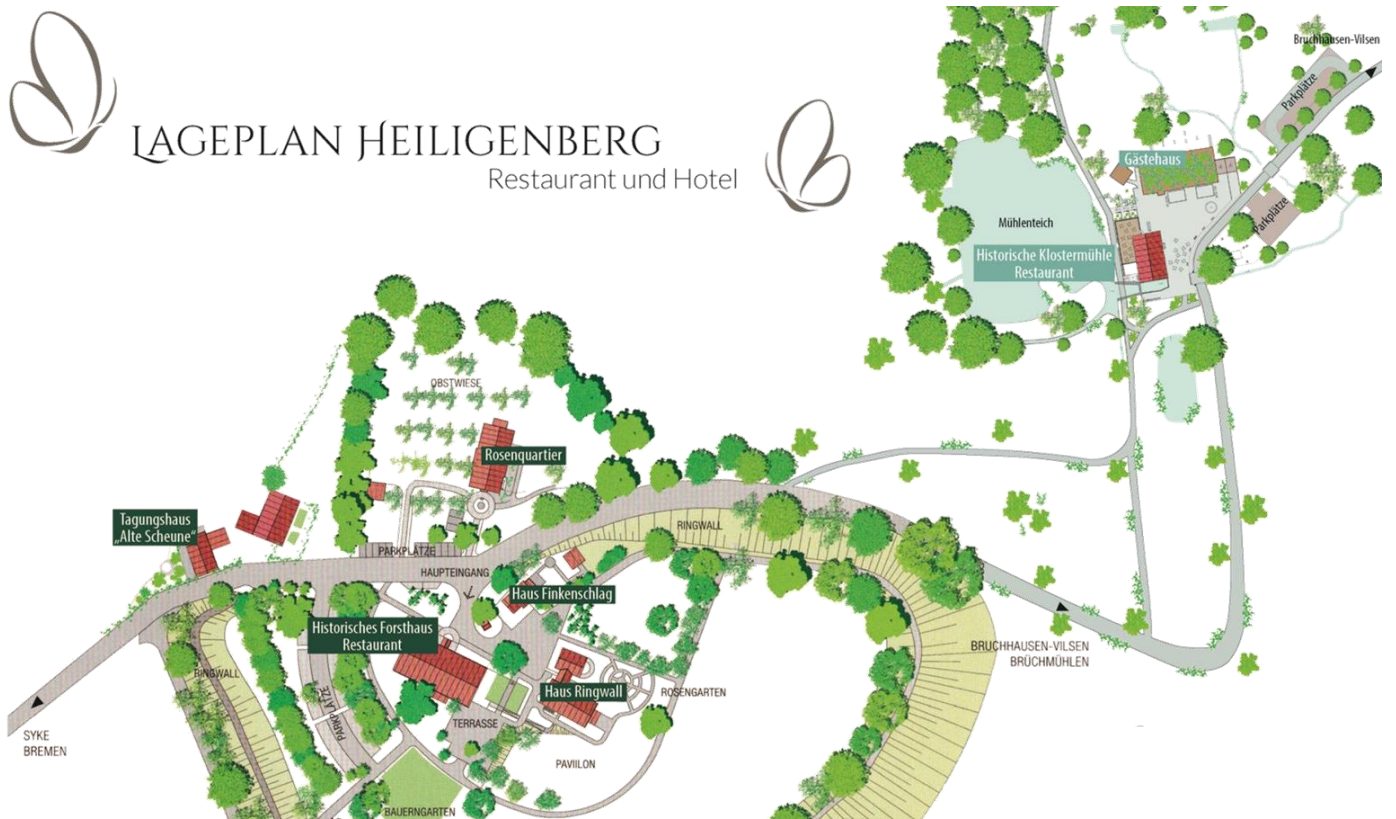 LAGEPLAN HEILIGENBERG
Restaurant und Hotel
Bruchhausen-Vilsen
Parkplätze
Gästehaus
Parkplätze
Mühlenteich
Historische Klostermühle
Restaurant
OBSTWIESE
Rosenquartier
Tagungshaus
„Alte Scheune“
RINGWALL
PARKPLÄTZE
HAUPTEINGANG
Haus Finkenschlag
Historisches Forsthaus
Restaurant
BRUCHHAUSEN-VILSEN
BRÜCHMÜHLEN
RINGWALL
PARKPLÄTZE
Haus Ringwall
ROSENGARTEN
TERRASSE
SYKE
BREMEN
PAVIILON
BAUERNGARTEN